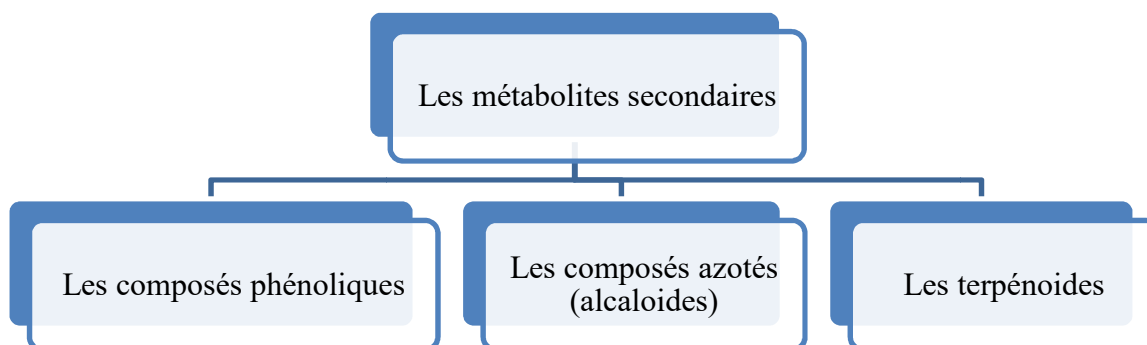 Les métabolites secondaires
Les composés phénoliques
Les composés azotés
(alcaloides)
Les terpénoides